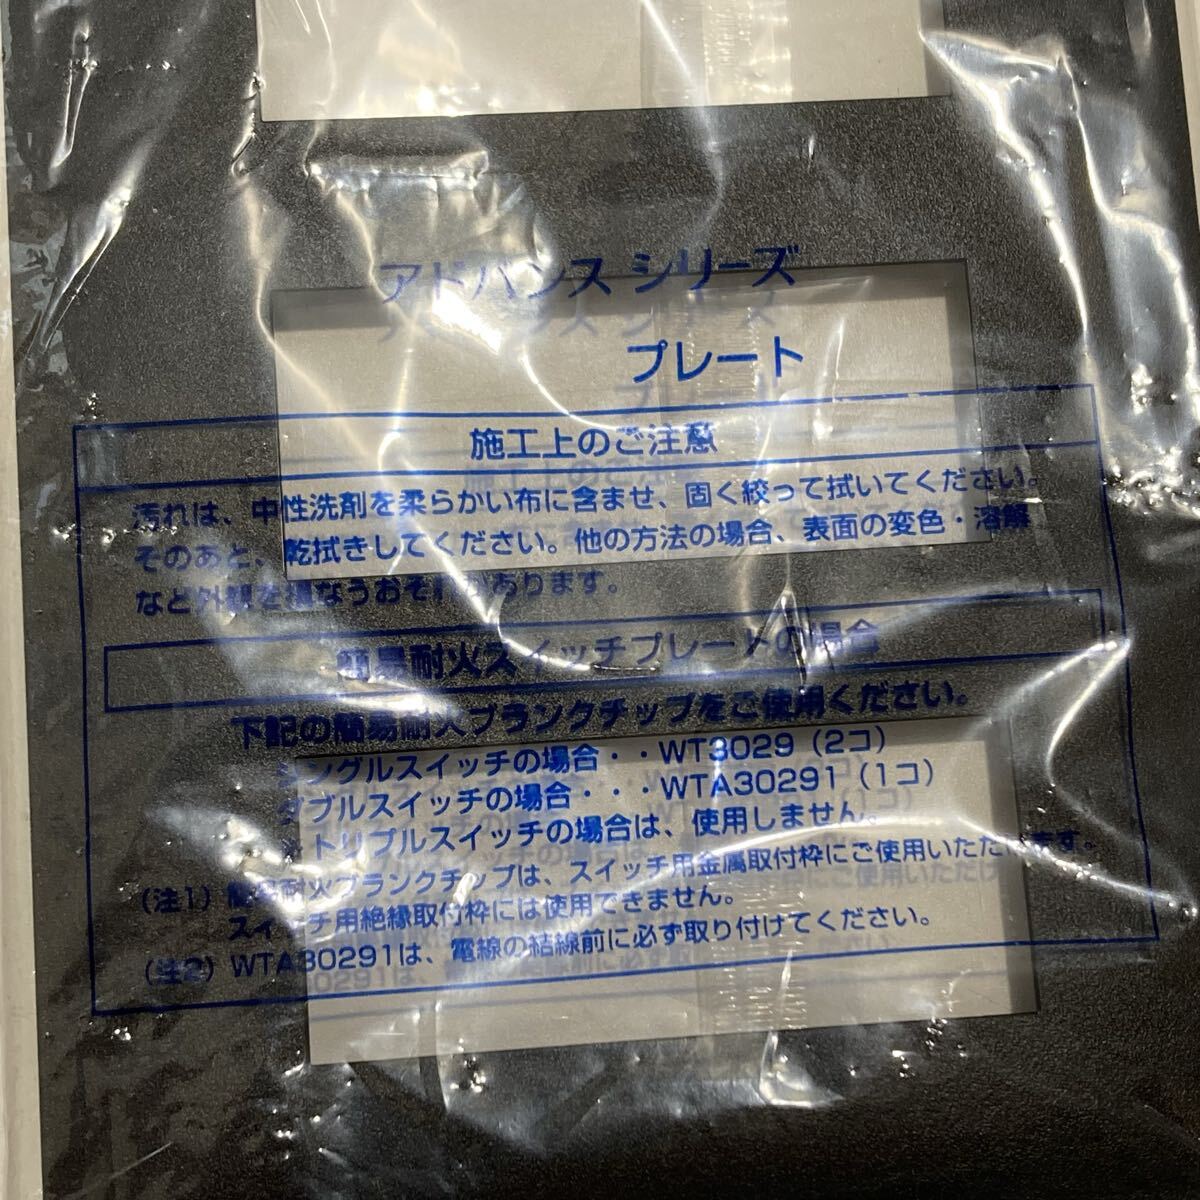 アドバンスシリーズ
プレート
施工上のご注意
汚れは、中性洗剤を柔らかい布に含ませ、固く絞って拭いてください。
そのあと、乾拭きしてください。他の方法の場合、表面の変色・溶解
など外観を損なうおそれがあります。
簡易耐火スイッチプレートの場合
下記の簡易耐火ブランクチップをご使用ください。
シングルスイッチの場合・・WT3029（2コ）
ダブルスイッチの場合・・・WTA30291（1コ）
※トリプルスイッチの場合は、使用しません。
（注1）簡易耐火ブランクチップは、スイッチ用金属取付枠にご使用いただけます。
スイッチ用絶縁取付枠には使用できません。
（注2）WTA30291は、電線の結線前に必ず取り付けてください。